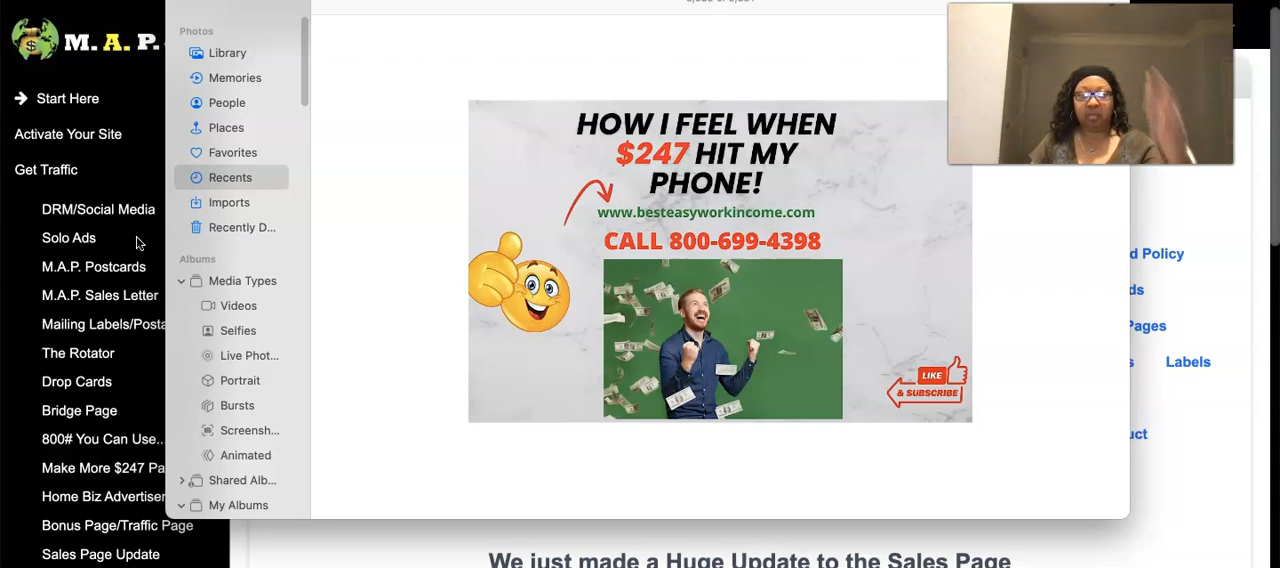 M. A. P.
Start Here
Activate Your Site
Get Traffic
DRM/Social Media
Solo Ads
M.A.P. Postcards
M.A.P. Sales Letter
Mailing Labels/Posta
The Rotator
Drop Cards
Bridge Page
800# You Can Use...
Make More $247 Pa
Home Biz Advertiser
Bonus Page/Traffic Page
Sales Page Update
Photos
Library
Memories
People
Places
Favorites
Recents
Imports
Recently D...
Albums
Media Types
Videos
Selfies
Live Phot...
Portrait
Bursts
Screensh...
Animated
Shared Alb...
My Albums
HOW I FEEL WHEN
$247 HIT MY
PHONE!
www.besteasyworkincome.com
CALL 800-699-4398
LIKE
& SUBSCRIBE
d Policy
ds
Pages
s Labels
uct
We just made a Huge Update to the Sales Page